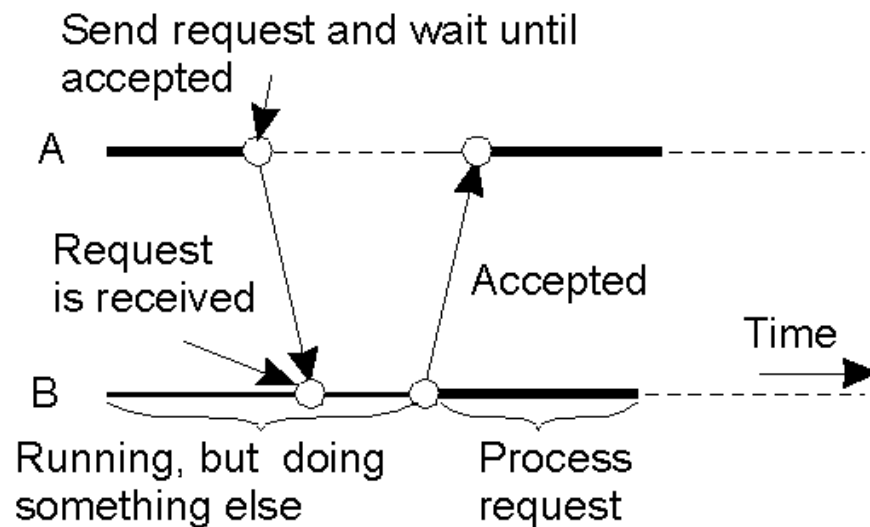 Send request and wait until
accepted
A
Request
is received
Accepted
Time
B
Running, but doing
something else
Process
request